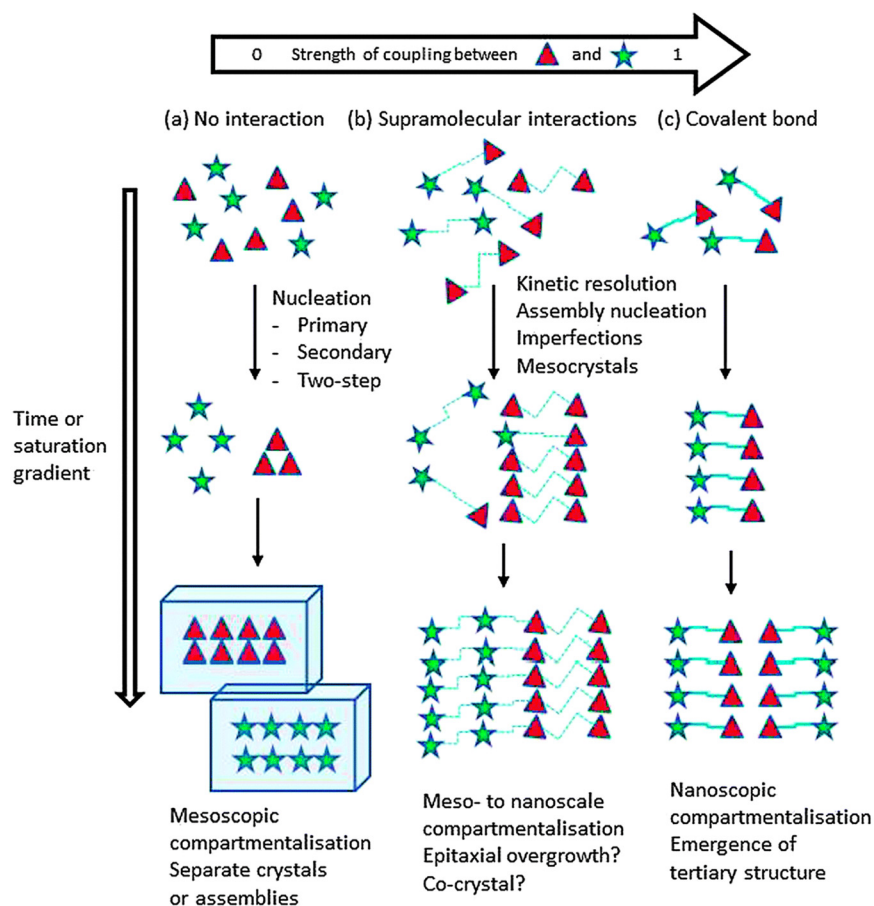 0 Strength of coupling between and 1
(a) No interaction
(b) Supramolecular interactions
(c) Covalent bond
Time or
saturation
gradient
Nucleation
- Primary
- Secondary
- Two-step
Kinetic resolution
Assembly nucleation
Imperfections
Mesocrystals
Mesoscopic
compartmentalisation
Separate crystals
or assemblies
Meso- to nanoscale
compartmentalisation
Epitaxial overgrowth?
Co-crystal?
Nanoscopic
compartmentalisation
Emergence of
tertiary structure